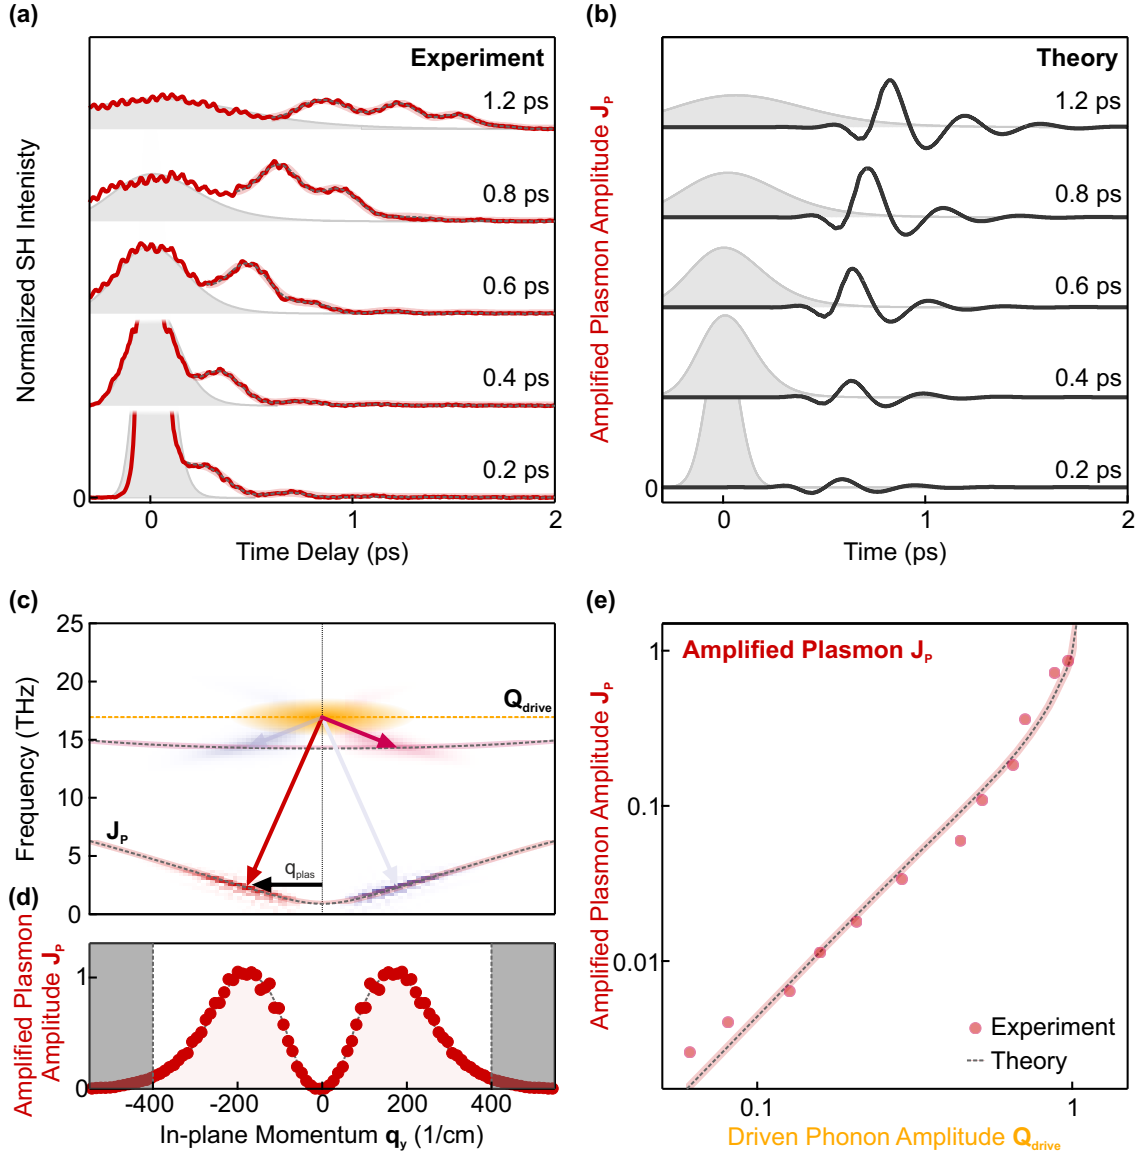 (a)
Normalized SH Intenisty
Experiment
1.2 ps
0.8 ps
0.6 ps
0.4 ps
0.2 ps
0
0 1 2
Time Delay (ps)
(b)
Amplified Plasmon Amplitude J_P
Theory
1.2 ps
0.8 ps
0.6 ps
0.4 ps
0.2 ps
0
0 1 2
Time (ps)
(c)
Frequency (THz)
25
20
15
10
5
0
Q_drive
J_P
q_plas
(d)
Amplified Plasmon
Amplitude J_P
1
0
-400 -200 0 200 400
In-plane Momentum q_y (1/cm)
(e)
Amplified Plasmon Amplitude J_P
Amplified Plasmon J_P
1
0.1
0.01
Experiment
Theory
0.1 1
Driven Phonon Amplitude Q_drive